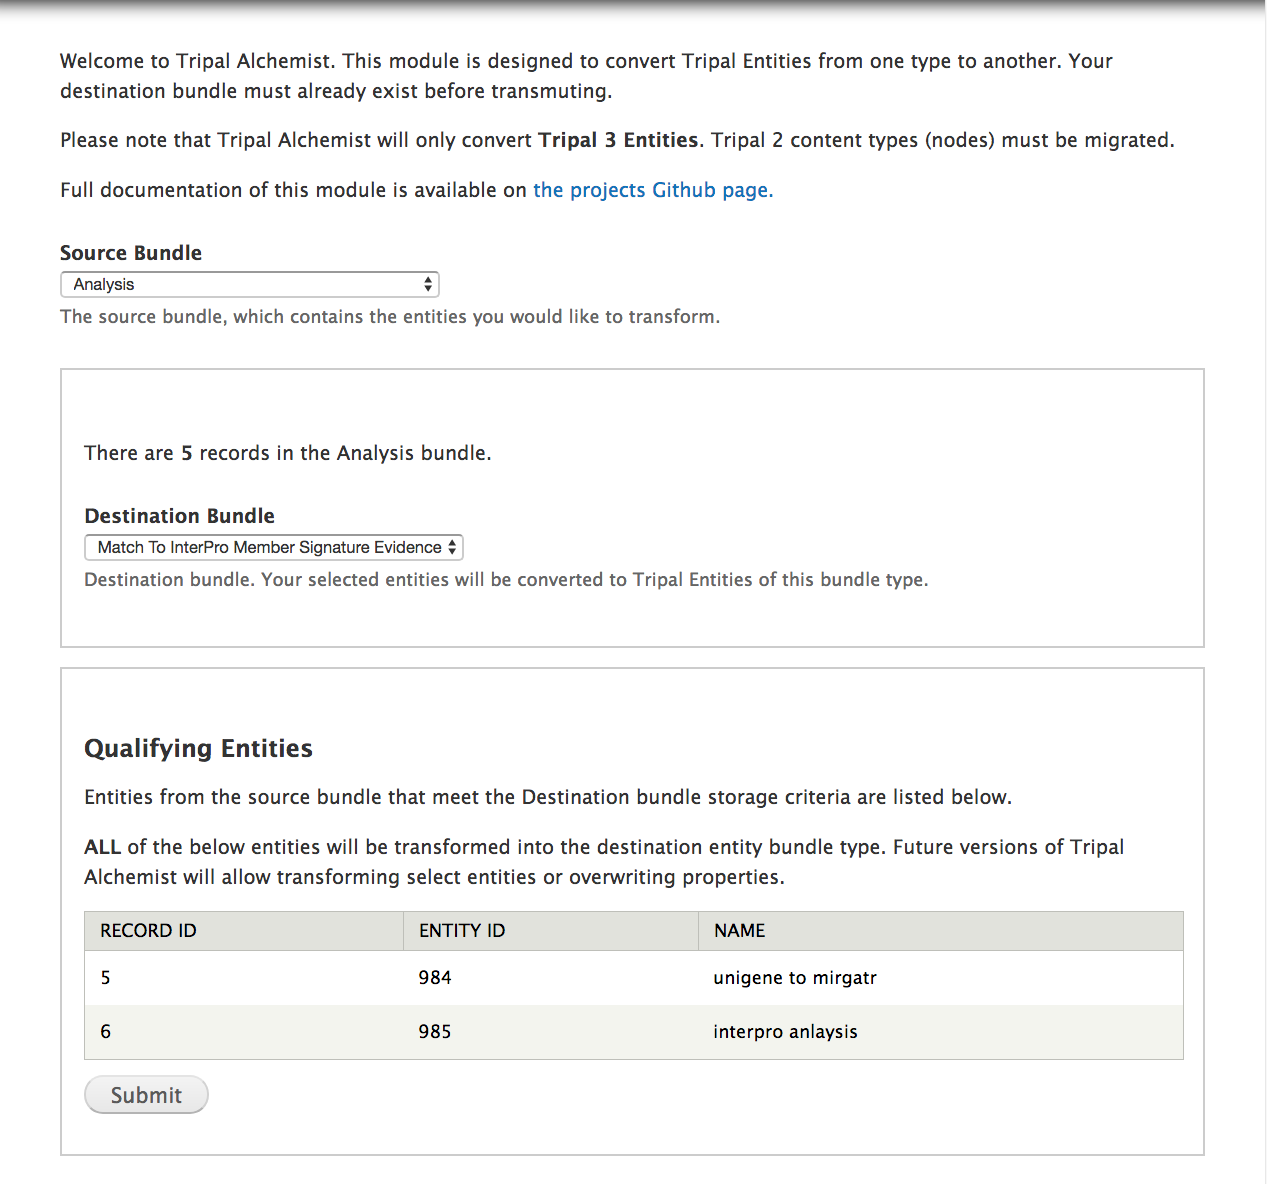 Welcome to Tripal Alchemist. This module is designed to convert Tripal Entities from one type to another. Your
destination bundle must already exist before transmuting.
Please note that Tripal Alchemist will only convert Tripal 3 Entities. Tripal 2 content types (nodes) must be migrated.
Full documentation of this module is available on the projects Github page.
Source Bundle
Analysis
The source bundle, which contains the entities you would like to transform.
There are 5 records in the Analysis bundle.
Destination Bundle
Match To InterPro Member Signature Evidence
Destination bundle. Your selected entities will be converted to Tripal Entities of this bundle type.
Qualifying Entities
Entities from the source bundle that meet the Destination bundle storage criteria are listed below.
ALL of the below entities will be transformed into the destination entity bundle type. Future versions of Tripal
Alchemist will allow transforming select entities or overwriting properties.
RECORD ID ENTITY ID NAME
5 984 unigene to mirgatr
6 985 interpro anlaysis
Submit